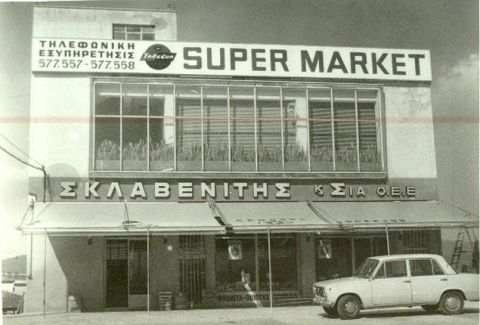 ΤΗΛΕΦΩΝΙΚΗ
ΕΞΥΠΗΡΕΤΗΣΙΣ
577.557 - 577.558
SUPER MARKET
ΣΚΛΑΒΕΝΙΤΗΣ Κ ΣΙΑ Ο.Ε.Ε